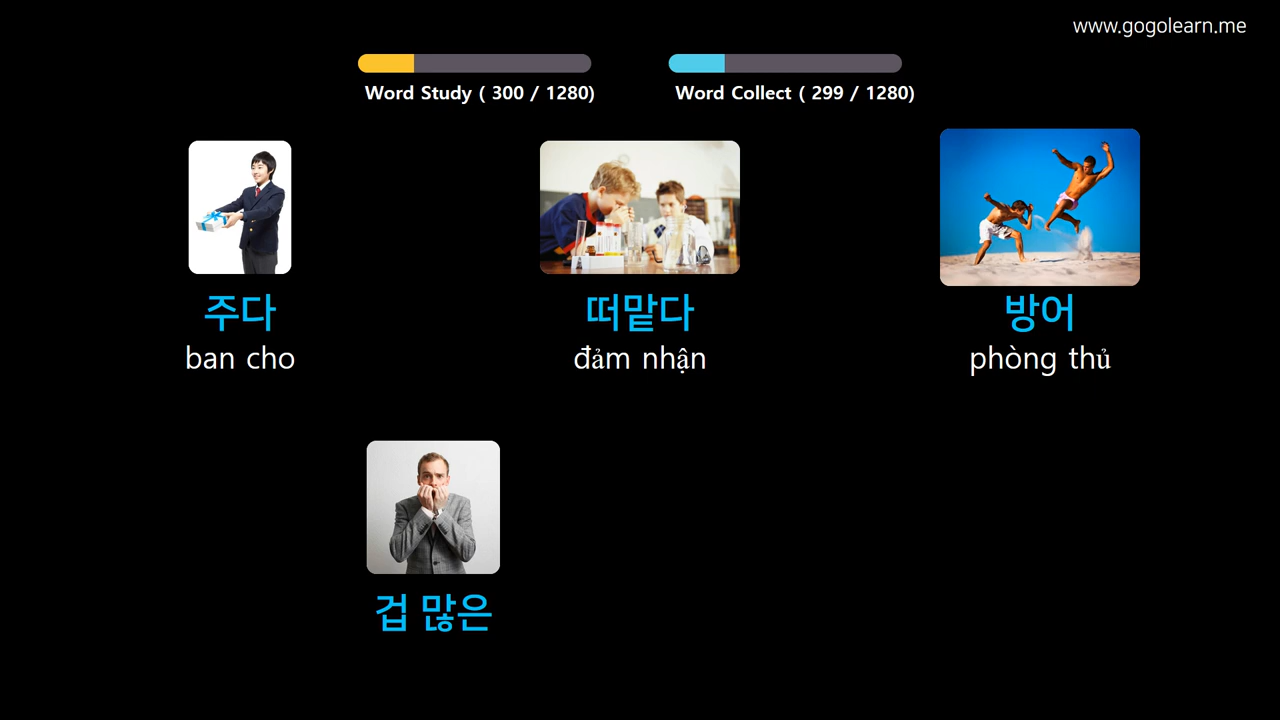 www.gogolearn.me
Word Study ( 300 / 1280)
Word Collect ( 299 / 1280)
주다
ban cho
떠맡다
đảm nhận
방어
phòng thủ
겁 많은